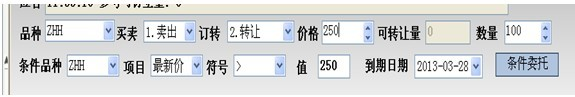 品种 ZHH 买卖 1.卖出 订转 2.转让 价格 250 可转让量 0 数量 100
条件品种 ZHH 项目 最新价 符号 > 值 250 到期日期 2013-03-28 条件委托